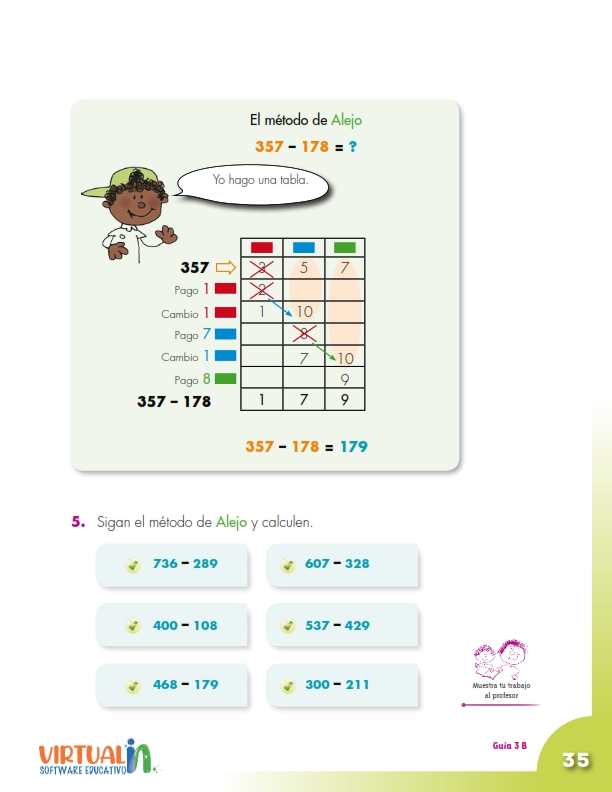 El método de Alejo
357 – 178 = ?
Yo hago una tabla.
357 3 5 7
Pago 1 2
Cambio 1 1 10
Pago 7 8
Cambio 1 7 10
Pago 8 9
357 – 178 1 7 9
357 – 178 = 179
5. Sigan el método de Alejo y calculen.
736 – 289 607 – 328
400 – 108 537 – 429
468 – 179 300 – 211
Muestra tu trabajo
al profesor
Guía 3 B
35
VIRTUAL in
SOFTWARE EDUCATIVO